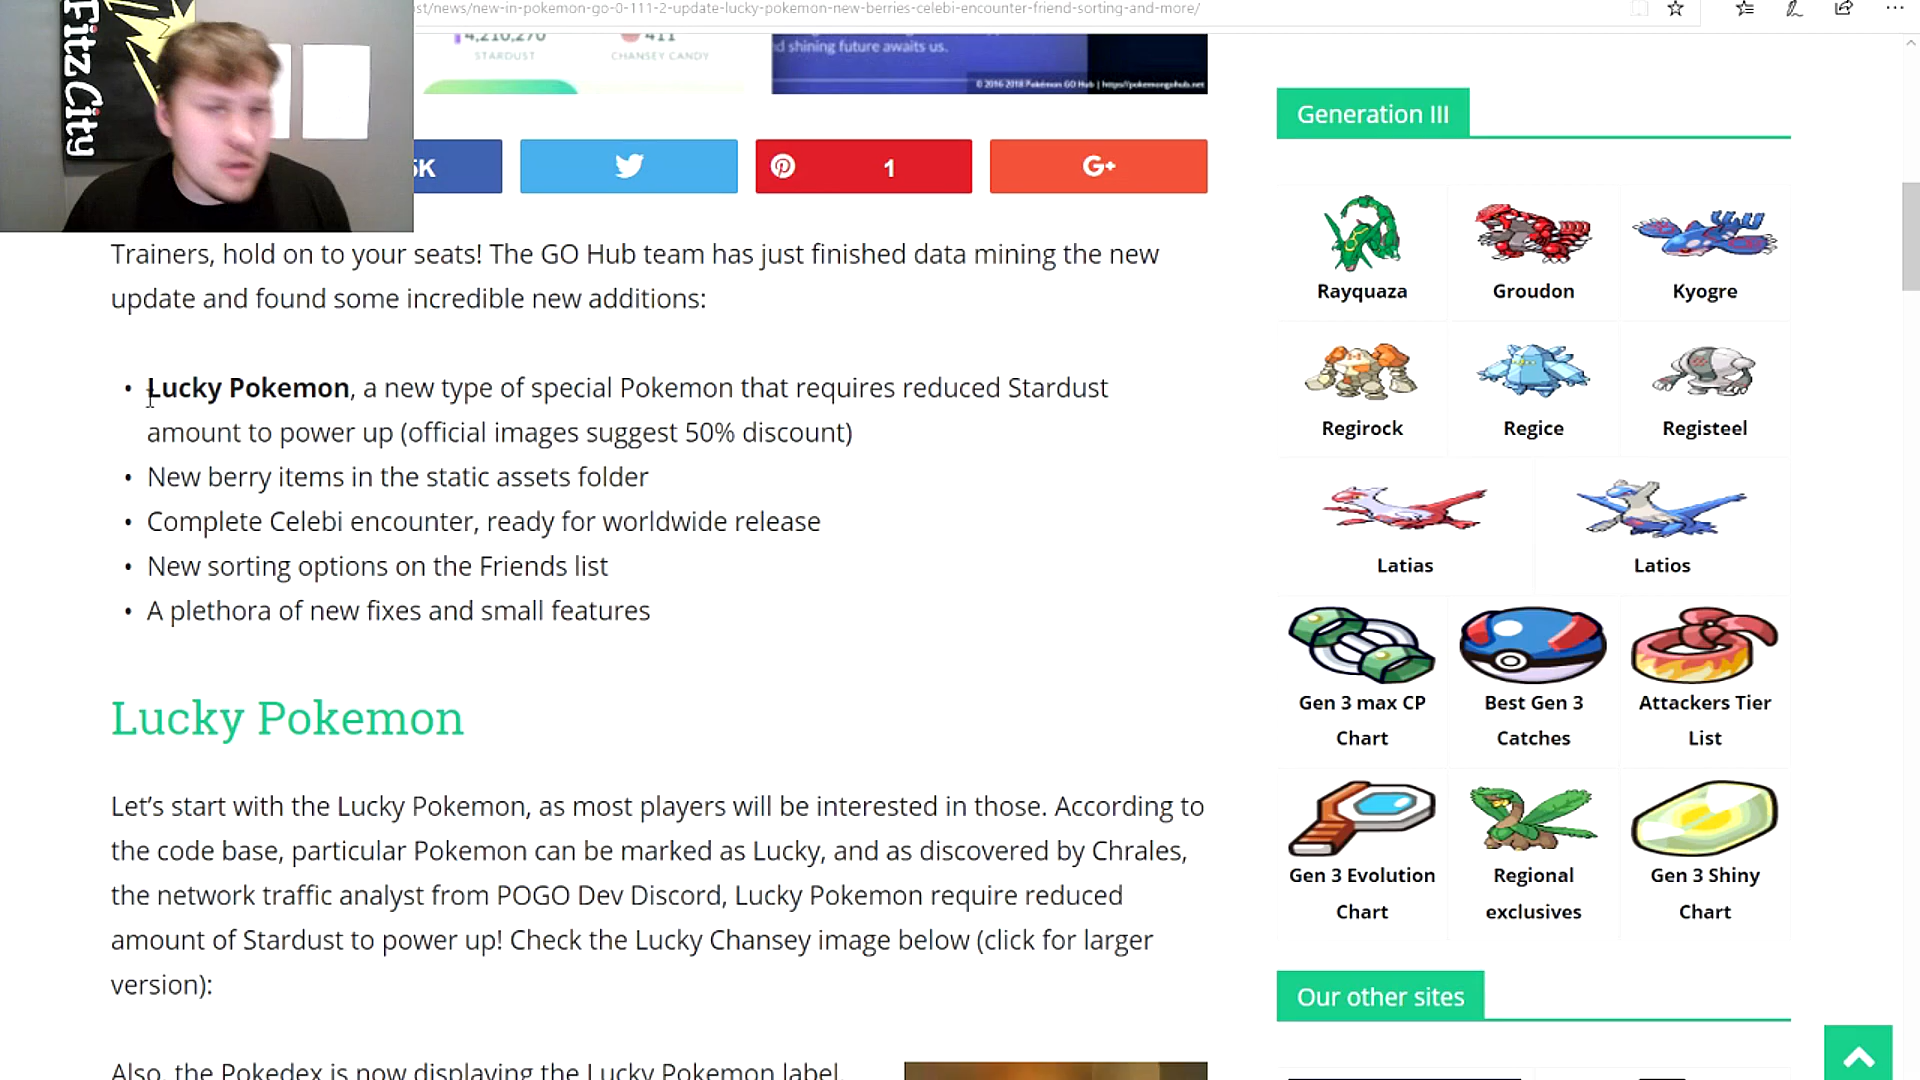 st/news/new-in-pokemon-go-0-111-2-update-lucky-pokemon-new-berries-celebi-encounter-friend-sorting-and-more/
FitzCity
4,210,270
411
STARDUST
CHANSEY CANDY
d shining future awaits us.
© 2016-2018 Pokémon GO Hub | https://pokemongohub.net
5K
1
G+
Trainers, hold on to your seats! The GO Hub team has just finished data mining the new
update and found some incredible new additions:
• Lucky Pokemon, a new type of special Pokemon that requires reduced Stardust
amount to power up (official images suggest 50% discount)
• New berry items in the static assets folder
• Complete Celebi encounter, ready for worldwide release
• New sorting options on the Friends list
• A plethora of new fixes and small features
Lucky Pokemon
Let’s start with the Lucky Pokemon, as most players will be interested in those. According to
the code base, particular Pokemon can be marked as Lucky, and as discovered by Chrales,
the network traffic analyst from POGO Dev Discord, Lucky Pokemon require reduced
amount of Stardust to power up! Check the Lucky Chansey image below (click for larger
version):
Also, the Pokedex is now displaying the Lucky Pokemon label.
Generation III
Rayquaza
Groudon
Kyogre
Regirock
Regice
Registeel
Latias
Latios
Gen 3 max CP
Chart
Best Gen 3
Catches
Attackers Tier
List
Gen 3 Evolution
Chart
Regional
exclusives
Gen 3 Shiny
Chart
Our other sites